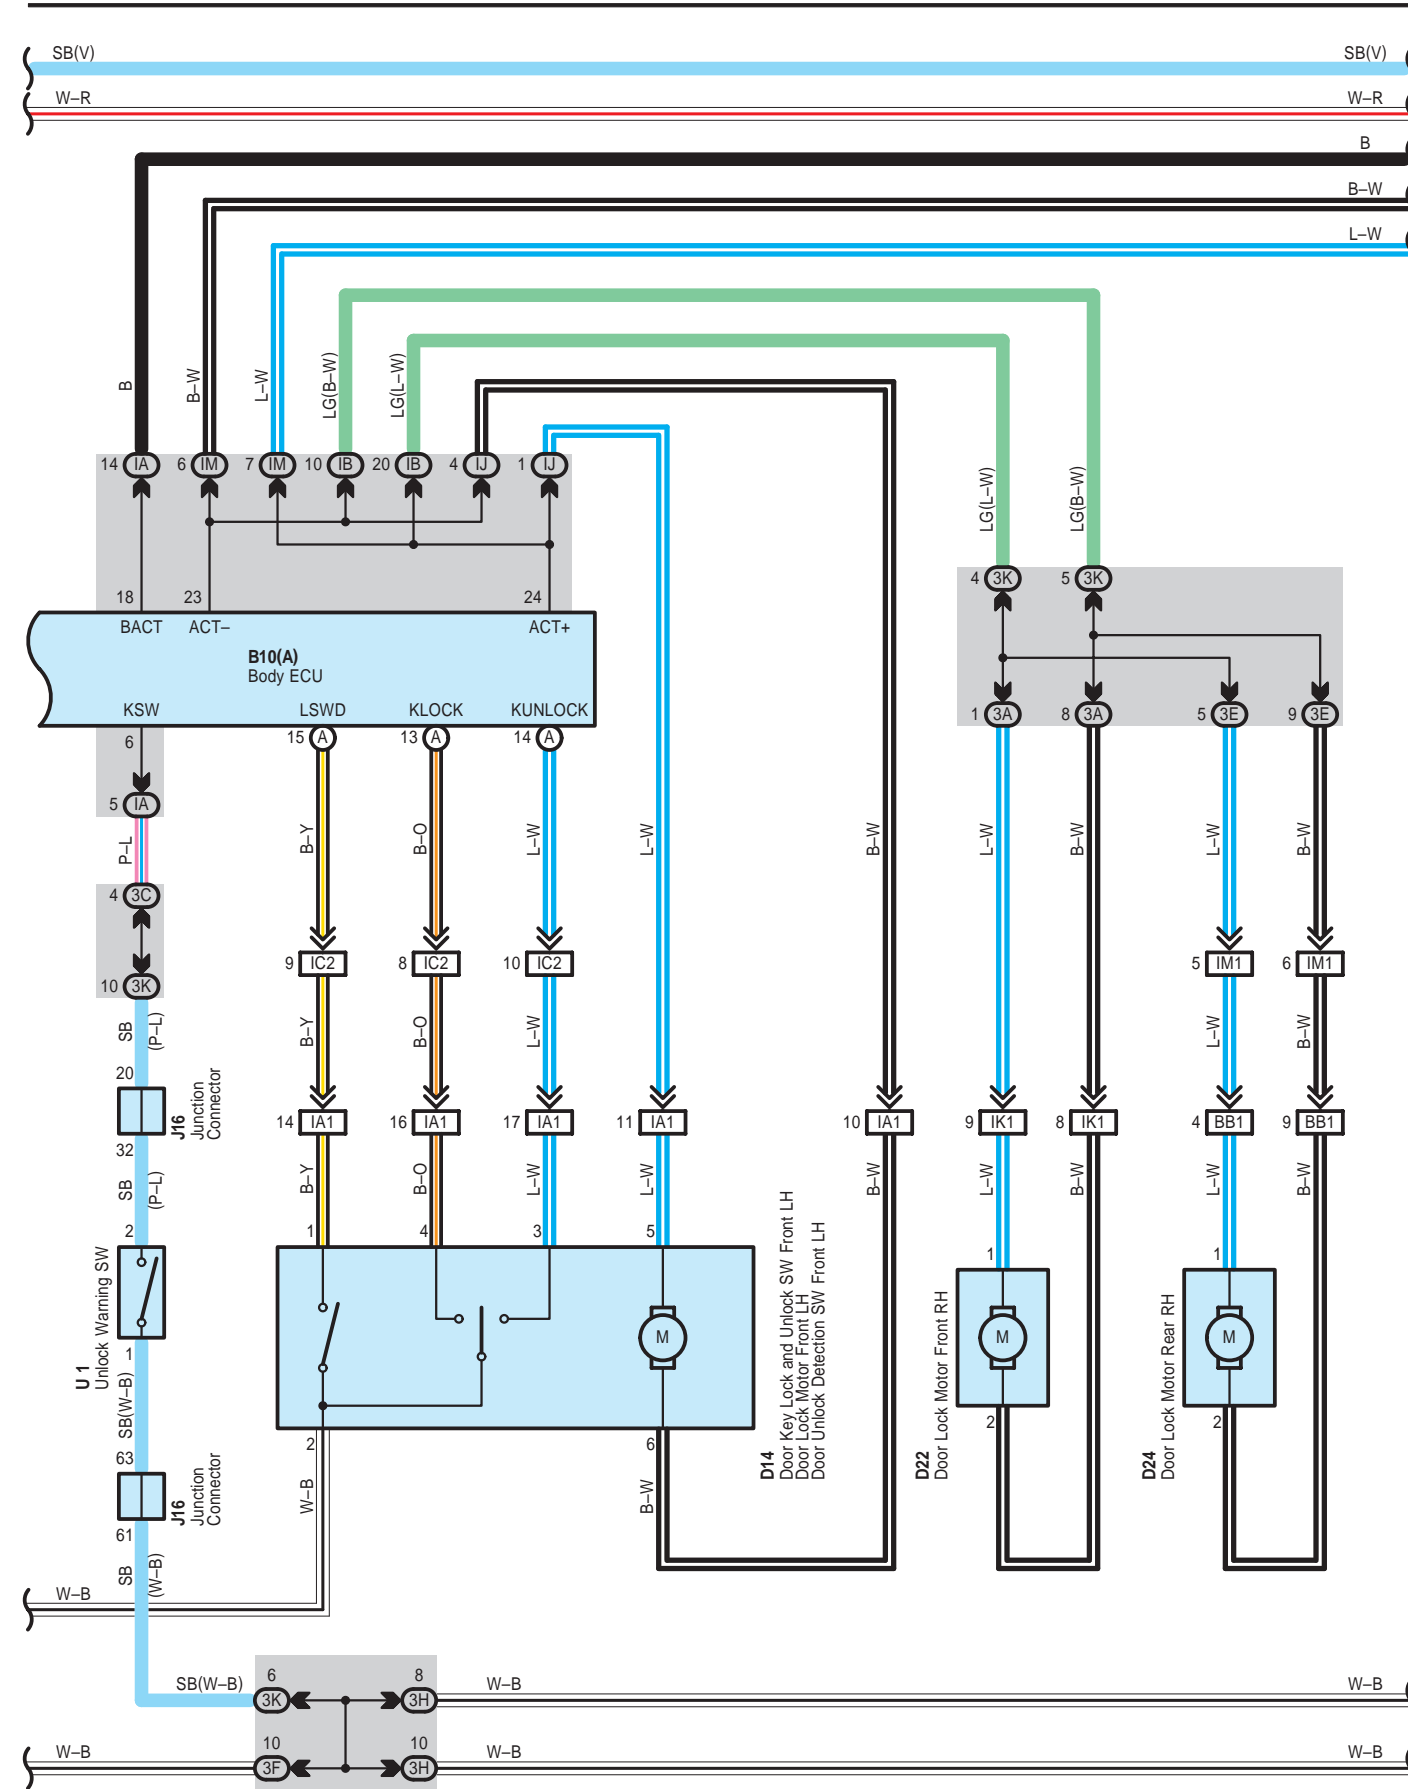 SB(V) SB(V)
W–R W–R
B
B–W
L–W
B B–W L–W LG(B–W) LG(L–W)
14 IA 6 IM 7 IM 10 IB 20 IB 4 IJ 1 IJ
LG(L–W) LG(B–W)
4 3K 5 3K
18 23 24
BACT ACT– ACT+
B10(A)
Body ECU
KSW LSWD KLOCK KUNLOCK
1 3A 8 3A 5 3E 9 3E
6 15 A 13 A 14 A
5 IA
P–L B–Y B–O L–W L–W B–W L–W B–W L–W B–W
4 3C
9 IC2 8 IC2 10 IC2 5 IM1 6 IM1
10 3K
SB (P–L) B–Y B–O L–W L–W B–W
20
J16
Junction
Connector
14 IA1 16 IA1 17 IA1 11 IA1 10 IA1 9 IK1 8 IK1 4 BB1 9 BB1
32
SB (P–L) B–Y B–O L–W L–W B–W L–W B–W L–W B–W
2 1 4 3 5 1 1
U 1
Unlock Warning SW
M M M
D14
Door Key Lock and Unlock SW Front LH
Door Lock Motor Front LH
Door Unlock Detection SW Front LH
D22
Door Lock Motor Front RH
D24
Door Lock Motor Rear RH
1 2 6 2 2
SB(W–B)
63
J16
Junction
Connector
W–B B–W
61
SB (W–B)
W–B
SB(W–B) 6 3K 8 3H W–B W–B
W–B 10 3F 10 3H W–B W–B